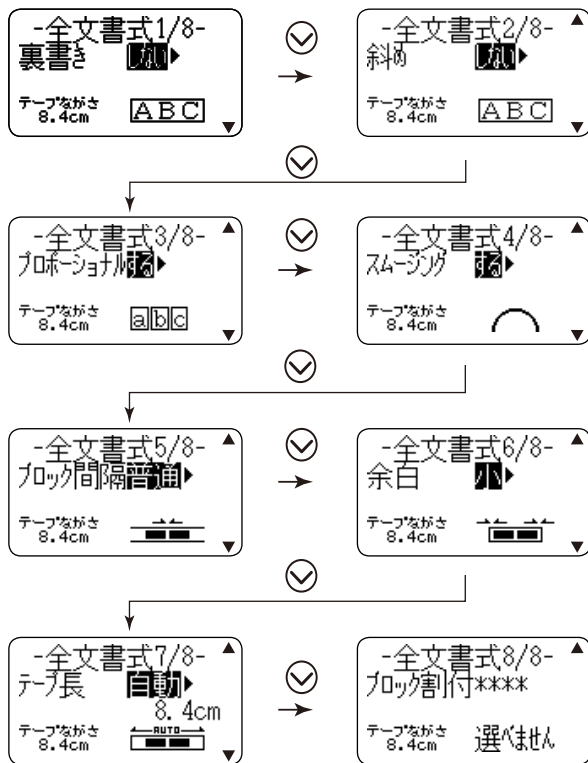 -全文書式1/8-
裏書き しない
テープながさ
8.4cm ABC
-全文書式2/8-
斜め しない
テープながさ
8.4cm ABC
-全文書式3/8-
プロポーショナル する
テープながさ
8.4cm abc
-全文書式4/8-
スムージング する
テープながさ
8.4cm
-全文書式5/8-
ブロック間隔 普通
テープながさ
8.4cm
-全文書式6/8-
余白 小
テープながさ
8.4cm
-全文書式7/8-
テープ長 自動
8.4cm
テープながさ
8.4cm AUTO
-全文書式8/8-
ブロック割付****
テープながさ
8.4cm 選べません